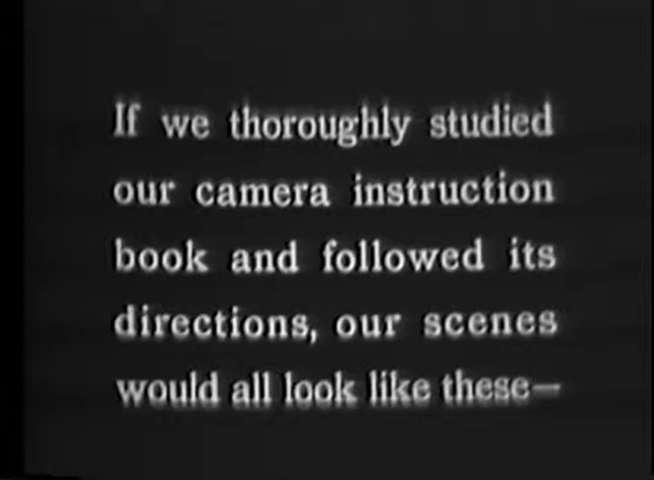 If we thoroughly studied
our camera instruction
book and followed its
directions, our scenes
would all look like these—